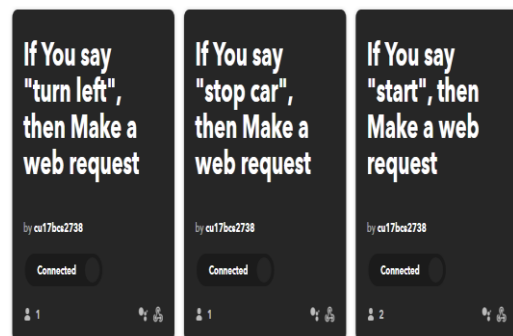 If You say
"turn left",
then Make a
web request
by cu17bcs2738
Connected
1
If You say
"stop car",
then Make a
web request
by cu17bcs2738
Connected
1
If You say
"start", then
Make a web
request
by cu17bcs2738
Connected
2